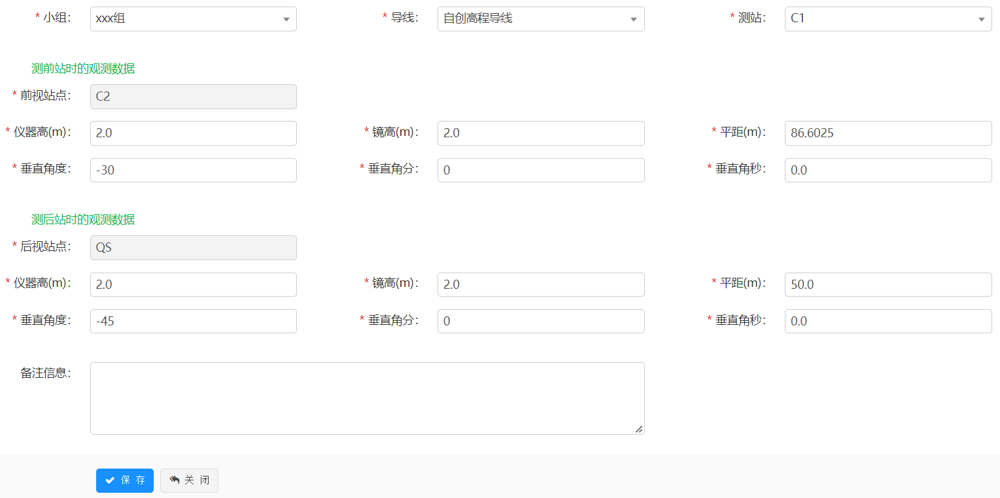 * 小组： xxx组 * 导线： 自创高程导线 * 测站： C1
测前站时的观测数据
* 前视站点： C2
* 仪器高(m)： 2.0 * 镜高(m)： 2.0 * 平距(m)： 86.6025
* 垂直角度： -30 * 垂直角分： 0 * 垂直角秒： 0.0
测后站时的观测数据
* 后视站点： QS
* 仪器高(m)： 2.0 * 镜高(m)： 2.0 * 平距(m)： 50.0
* 垂直角度： -45 * 垂直角分： 0 * 垂直角秒： 0.0
备注信息：
保 存 关 闭